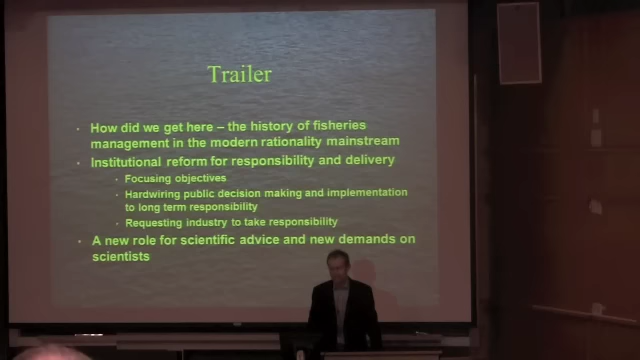 Trailer
• How did we get here – the history of fisheries
management in the modern rationality mainstream
• Institutional reform for responsibility and delivery
• Focusing objectives
• Hardwiring public decision making and implementation
to long term responsibility
• Requesting industry to take responsibility
• A new role for scientific advice and new demands on
scientists